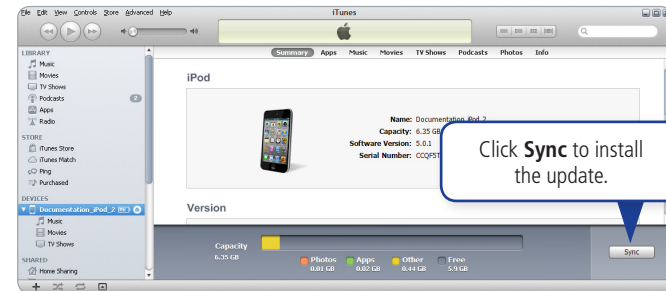 File Edit View Controls Store Advanced Help
iTunes
LIBRARY
Music
Movies
TV Shows
Podcasts 2
Apps
Radio
STORE
iTunes Store
iTunes Match
Ping
Purchased
DEVICES
Documentation_iPod_2
Music
Movies
TV Shows
SHARED
Home Sharing
Summary Apps Music Movies TV Shows Podcasts Photos Info
iPod
Name: Documentation_iPod_2
Capacity: 6.35 GB
Software Version: 5.0.1
Serial Number:
Click Sync to install
the update.
Version
Capacity
6.35 GB
Photos Apps Other Free
0.01 GB 0.02 GB 0.44 GB 5.9 GB
Sync